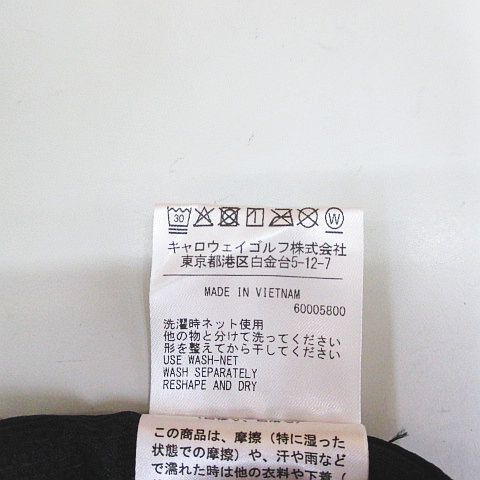 30 W
キャロウェイゴルフ株式会社
東京都港区白金台5-12-7
MADE IN VIETNAM
60005800
洗濯時ネット使用
他の物と分けて洗ってください
形を整えてから干してください
USE WASH-NET
WASH SEPARATELY
RESHAPE AND DRY
この商品は、摩擦（特に湿った
状態での摩擦）や、汗や雨など
で濡れた時は他の衣料や下着（